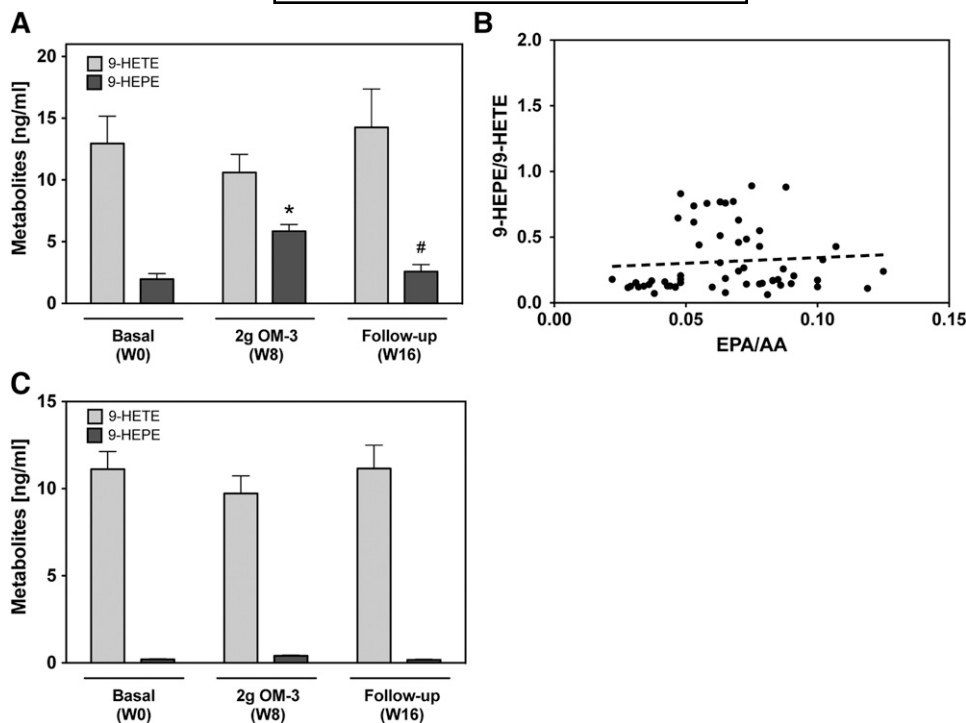 A
20
15
10
5
0
Metabolites [ng/ml]
9-HETE
9-HEPE
*
#
Basal
(W0)
2g OM-3
(W8)
Follow-up
(W16)
B
2.0
1.5
1.0
0.5
0.0
9-HEPE/9-HETE
0.00
0.05
0.10
0.15
EPA/AA
C
15
10
5
0
Metabolites [ng/ml]
9-HETE
9-HEPE
Basal
(W0)
2g OM-3
(W8)
Follow-up
(W16)